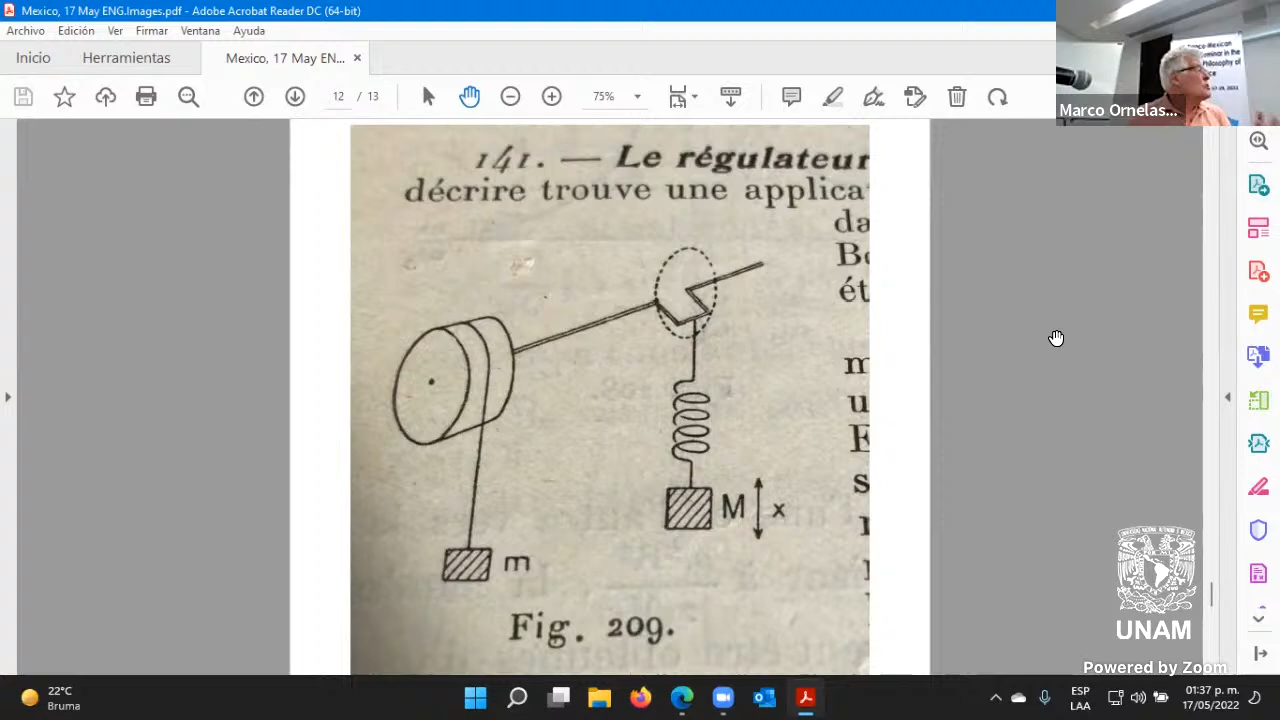 Mexico, 17 May ENG.Images.pdf - Adobe Acrobat Reader DC (64-bit)
Archivo Edición Ver Firmar Ventana Ayuda
Inicio Herramientas Mexico, 17 May EN... ×
12 / 13 75%
Marco Ornelas...
141. — Le régulateur
décrire trouve une applica
da
ét
M x
m
Fig. 209.
UNAM
Powered by Zoom
22°C
Bruma
ESP
LAA
01:37 p. m.
17/05/2022